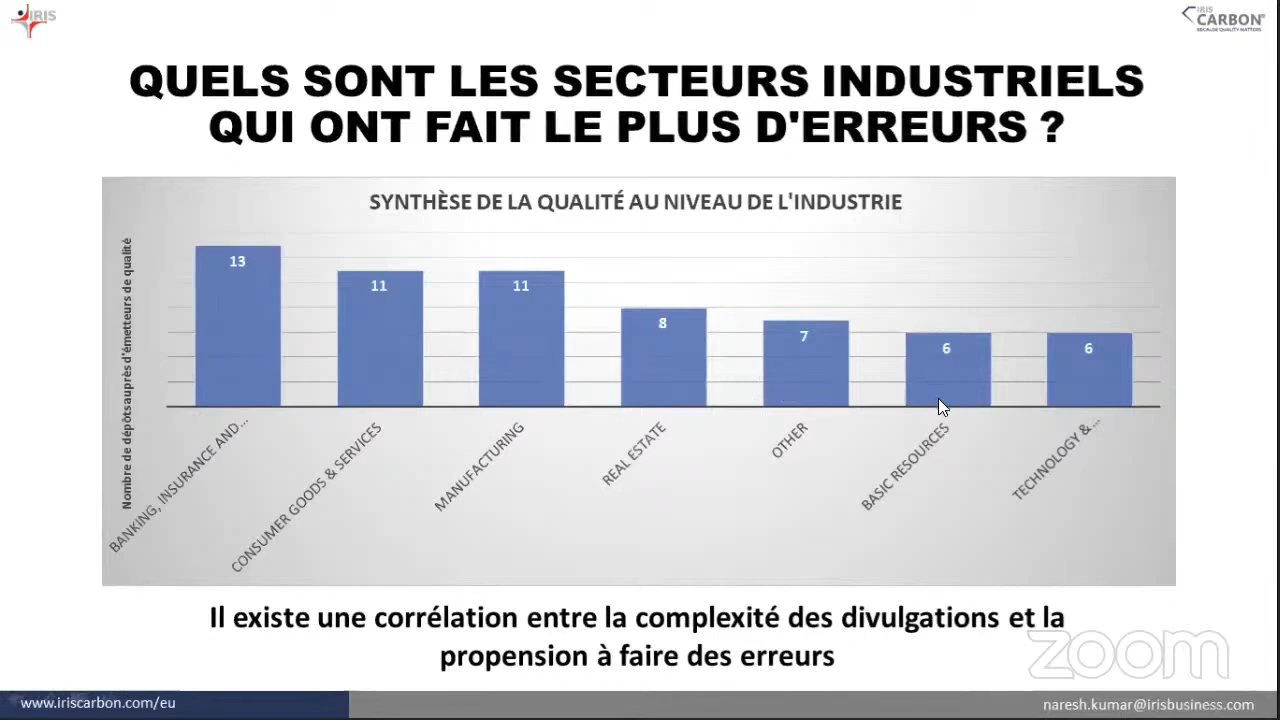 IRIS
IRIS
CARBON
BECAUSE QUALITY MATTERS
QUELS SONT LES SECTEURS INDUSTRIELS
QUI ONT FAIT LE PLUS D'ERREURS ?
SYNTHÈSE DE LA QUALITÉ AU NIVEAU DE L'INDUSTRIE
Nombre de dépôtsauprès d'émetteurs de qualité
13
11
11
8
7
6
6
BANKING, INSURANCE AND...
CONSUMER GOODS & SERVICES
MANUFACTURING
REAL ESTATE
OTHER
BASIC RESOURCES
TECHNOLOGY &...
Il existe une corrélation entre la complexité des divulgations et la
propension à faire des erreurs
zoom
www.iriscarbon.com/eu
naresh.kumar@irisbusiness.com